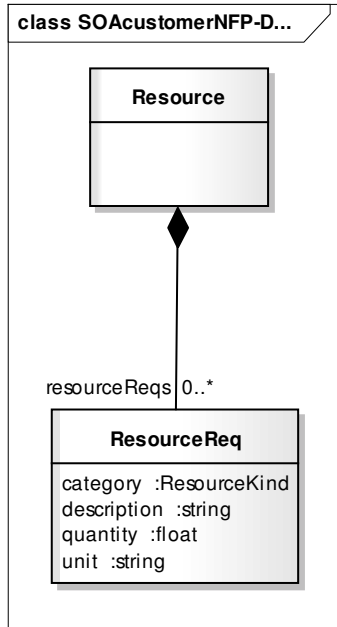 class SOAcustomerNFP-D...
Resource
resourceReqs 0..*
ResourceReq
category :ResourceKind
description :string
quantity :float
unit :string